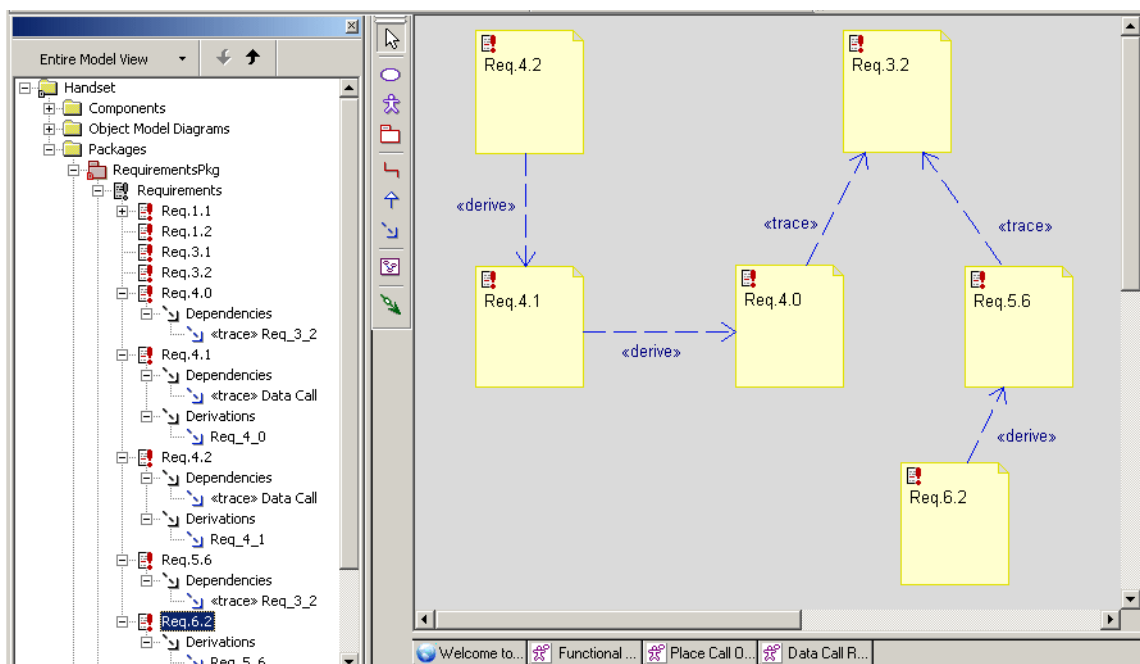 Entire Model View
Handset
Components
Object Model Diagrams
Packages
RequirementsPkg
Requirements
Req.1.1
Req.1.2
Req.3.1
Req.3.2
Req.4.0
Dependencies
«trace» Req_3_2
Req.4.1
Dependencies
«trace» Data Call
Derivations
Req_4_0
Req.4.2
Dependencies
«trace» Data Call
Derivations
Req_4_1
Req.5.6
Dependencies
«trace» Req_3_2
Req.6.2
Derivations
Req_5_6
Req.4.2
Req.3.2
«derive»
«trace»
«trace»
Req.4.1
Req.4.0
Req.5.6
«derive»
«derive»
Req.6.2
Welcome to...
Functional ...
Place Call O...
Data Call R...